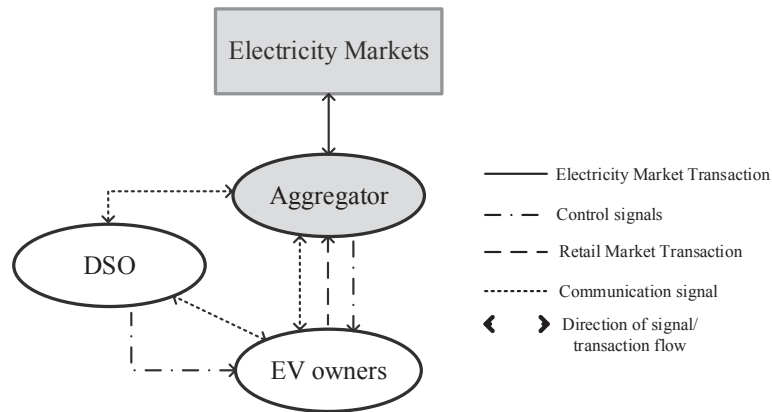 Electricity Markets
Aggregator
DSO
EV owners
Electricity Market Transaction
Control signals
Retail Market Transaction
Communication signal
Direction of signal/
transaction flow